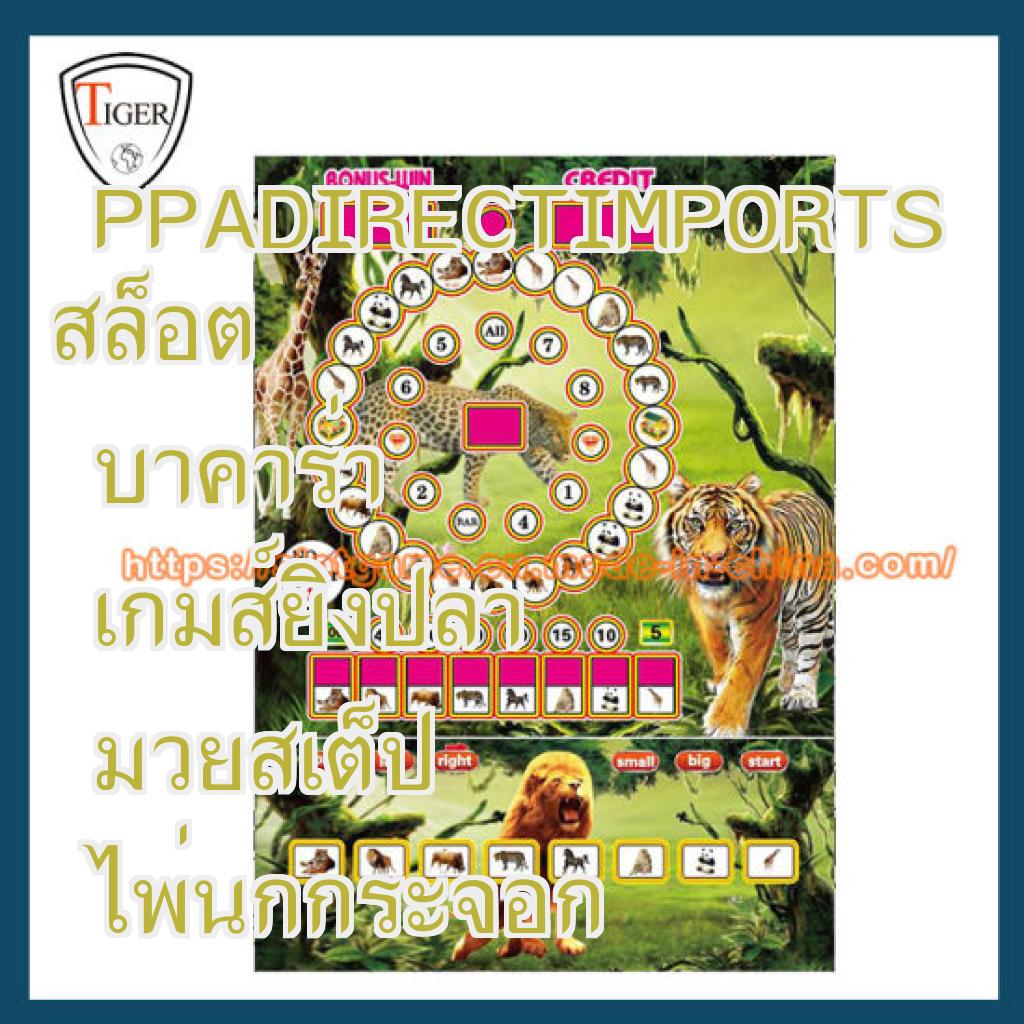 TIGER
BONUS-WIN CREDIT
PPADIRECTIMPORTS
สล็อต
All
5 7
6 8
บาคาร่า
2 1
BAR 4
เกมส์ยิงปลา
15 10 5
มวยสเต็ป
right small big start
ไพ่นกกระจอก